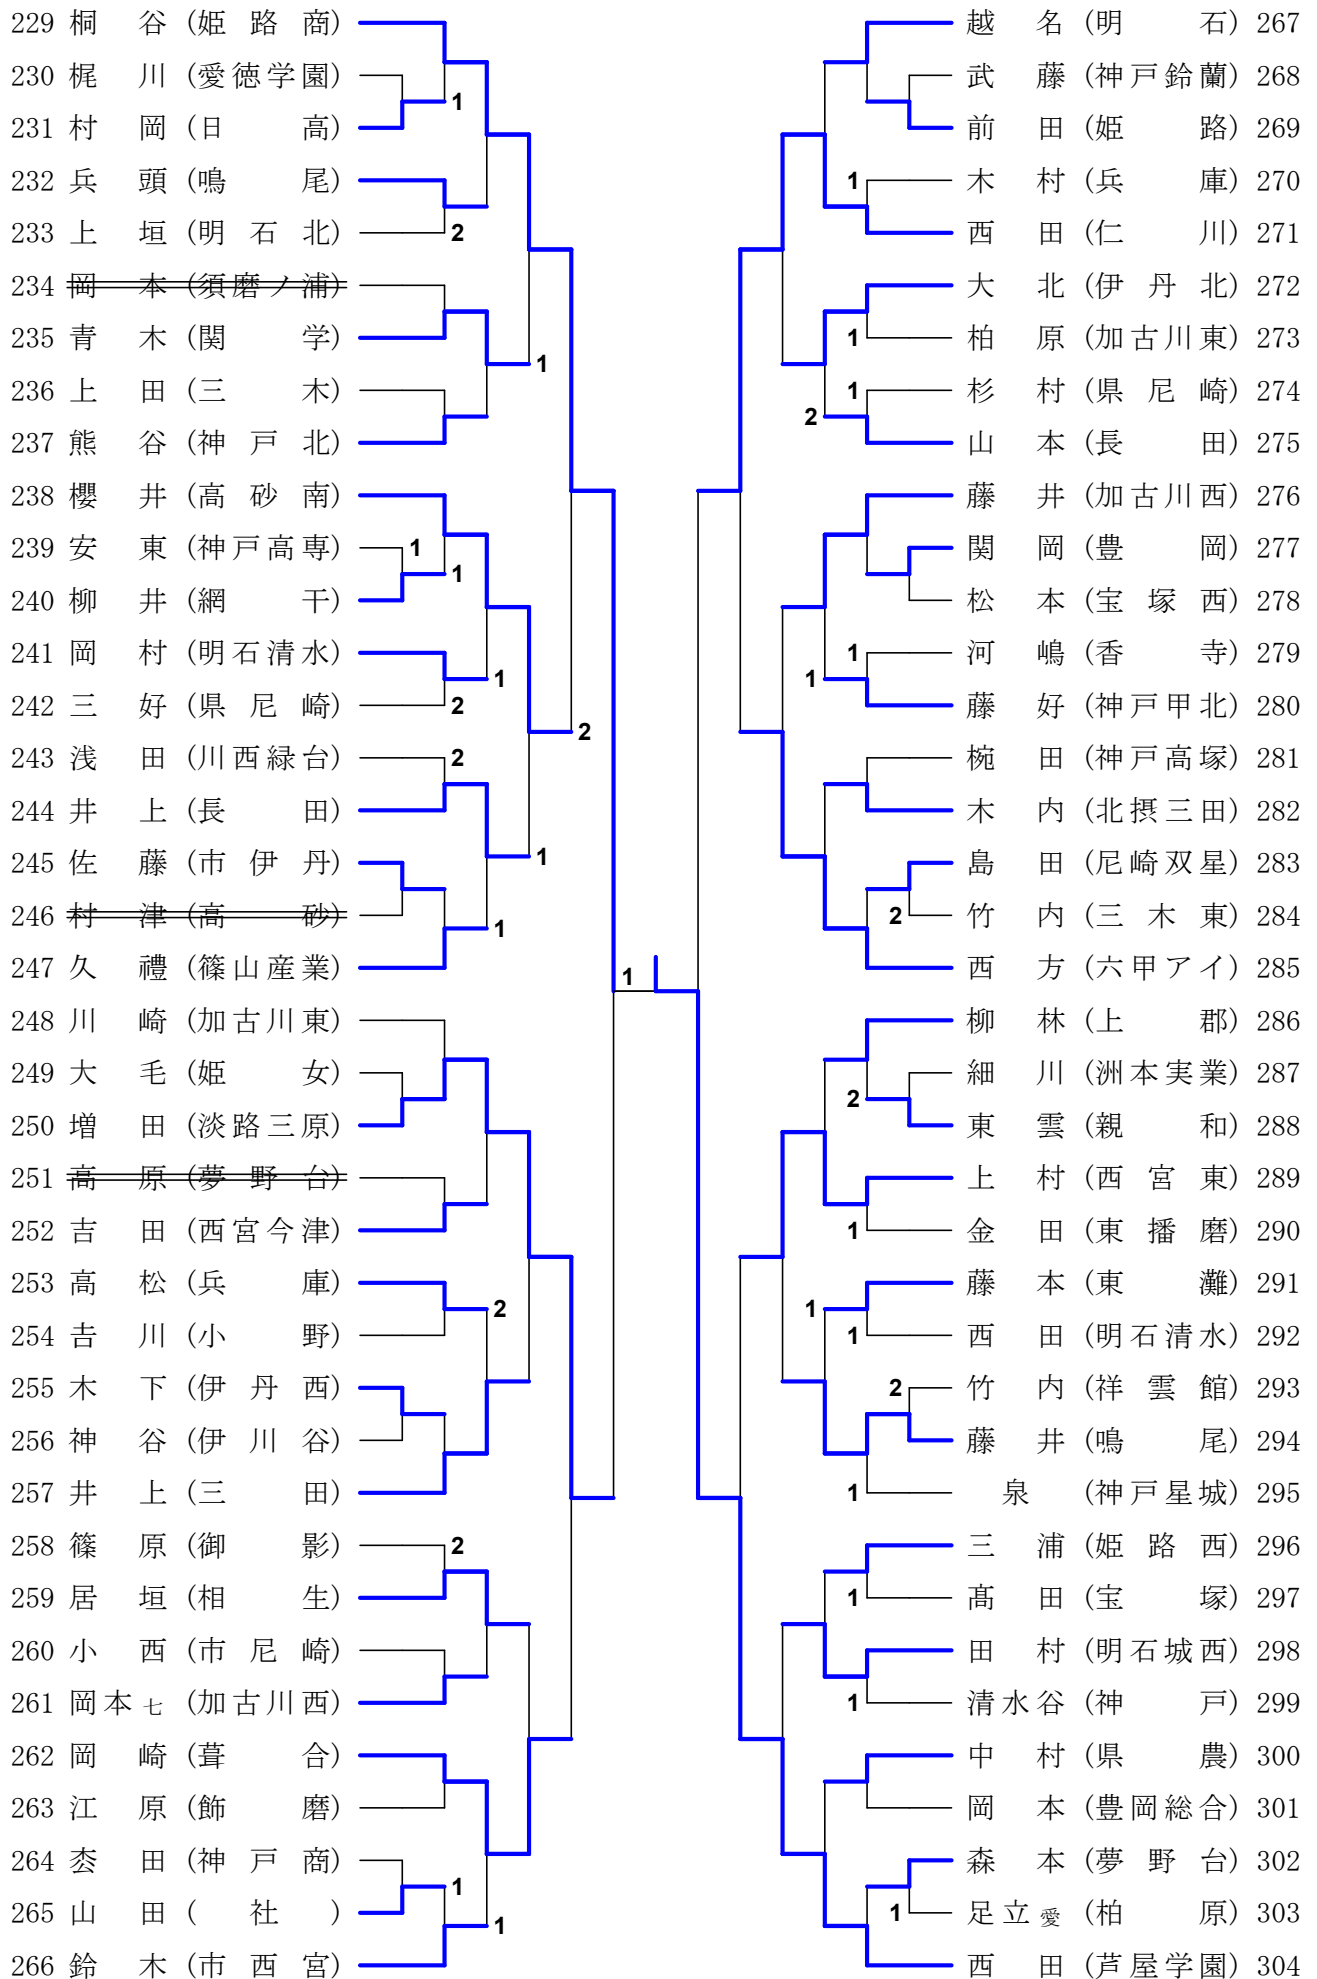 229 桐 谷 (姫 路 商)
230 梶 川 (愛徳学園)
1
231 村 岡 (日 高)
232 兵 頭 (鳴 尾)
233 上 垣 (明 石 北)
2
234 岡 本 (須磨ノ浦)
235 青 木 (関 学)
1
236 上 田 (三 木)
237 熊 谷 (神 戸 北)
238 櫻 井 (高 砂 南)
239 安 東 (神戸高専)
1
1
240 柳 井 (網 干)
241 岡 村 (明石清水)
1
242 三 好 (県 尼 崎)
2
2
243 浅 田 (川西緑台)
2
244 井 上 (長 田)
1
245 佐 藤 (市 伊 丹)
246 村 津 (高 砂)
1
247 久 禮 (篠山産業)
1
248 川 崎 (加古川東)
249 大 毛 (姫 女)
250 増 田 (淡路三原)
251 高 原 (夢 野 台)
252 吉 田 (西宮今津)
253 高 松 (兵 庫)
2
254 吉 川 (小 野)
255 木 下 (伊 丹 西)
256 神 谷 (伊 川 谷)
257 井 上 (三 田)
258 篠 原 (御 影)
2
259 居 垣 (相 生)
260 小 西 (市 尼 崎)
261 岡本七 (加古川西)
262 岡 崎 (葺 合)
263 江 原 (飾 磨)
264 枩 田 (神 戸 商)
1
265 山 田 ( 社 )
1
266 鈴 木 (市 西 宮)
越 名 (明 石) 267
武 藤 (神戸鈴蘭) 268
前 田 (姫 路) 269
1
木 村 (兵 庫) 270
西 田 (仁 川) 271
大 北 (伊 丹 北) 272
1
柏 原 (加古川東) 273
1
杉 村 (県 尼 崎) 274
2
山 本 (長 田) 275
藤 井 (加古川西) 276
関 岡 (豊 岡) 277
松 本 (宝 塚 西) 278
1
河 嶋 (香 寺) 279
1
藤 好 (神戸甲北) 280
椀 田 (神戸高塚) 281
木 内 (北摂三田) 282
島 田 (尼崎双星) 283
2
竹 内 (三 木 東) 284
西 方 (六甲アイ) 285
柳 林 (上 郡) 286
細 川 (洲本実業) 287
2
東 雲 (親 和) 288
上 村 (西 宮 東) 289
1
金 田 (東 播 磨) 290
藤 本 (東 灘) 291
1
1
西 田 (明石清水) 292
2
竹 内 (祥 雲 館) 293
藤 井 (鳴 尾) 294
1
泉 (神戸星城) 295
三 浦 (姫 路 西) 296
1
髙 田 (宝 塚) 297
田 村 (明石城西) 298
1
清水谷 (神 戸) 299
中 村 (県 農) 300
岡 本 (豊岡総合) 301
森 本 (夢 野 台) 302
1
足立愛 (柏 原) 303
西 田 (芦屋学園) 304